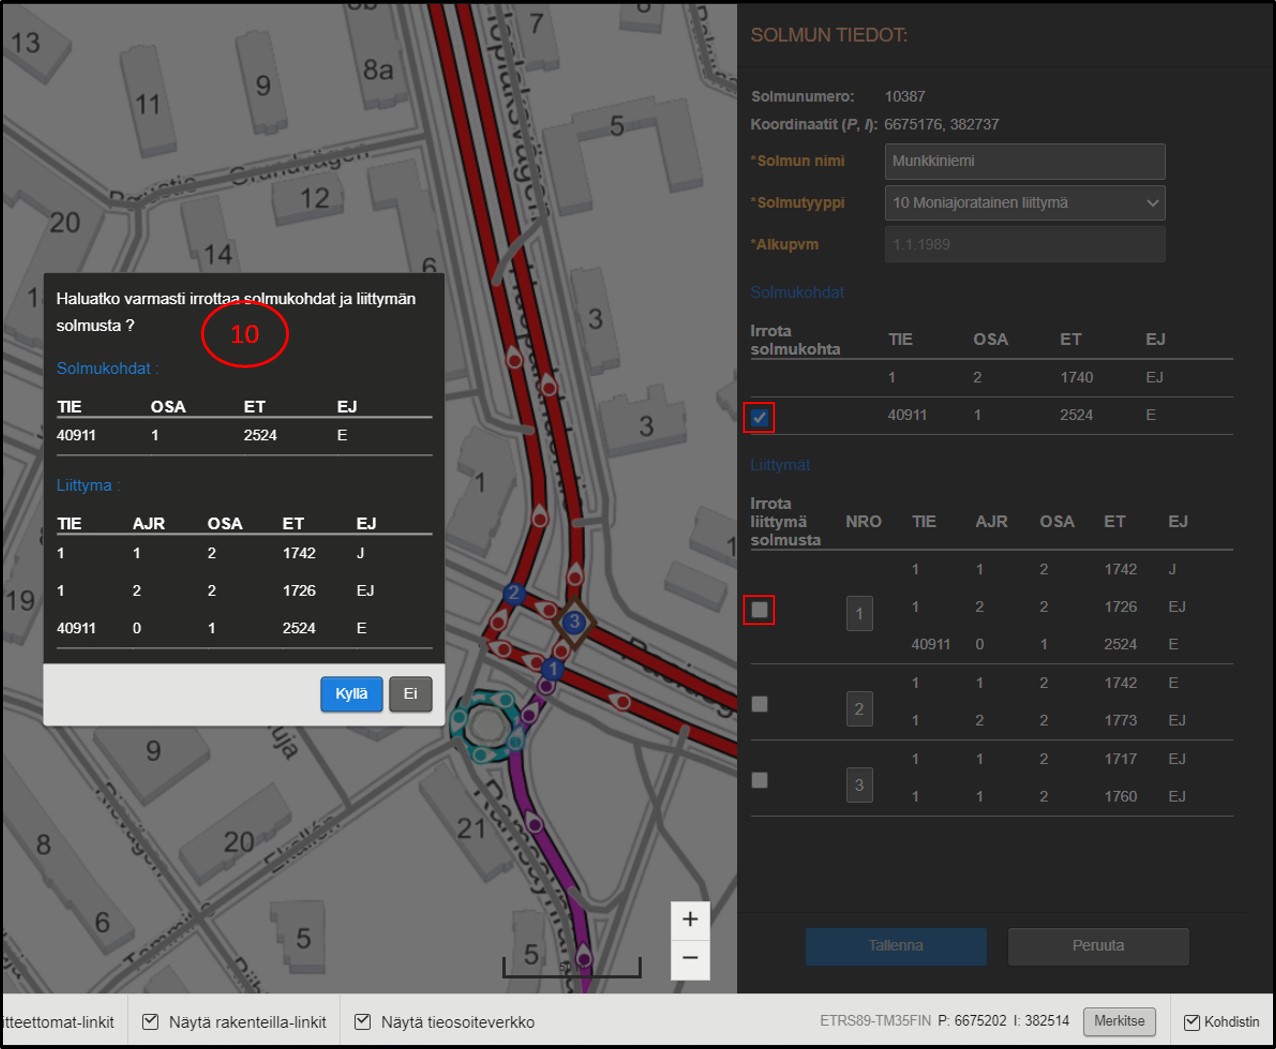 SOLMUN TIEDOT:
Solmunumero: 10387
Koordinaatit (P, I): 6675176, 382737
*Solmun nimi Munkkiniemi
*Solmutyyppi 10 Moniajoratainen liittymä
*Alkupvm 1.1.1989
Solmukohdat
Irrota
solmukohta TIE OSA ET EJ
1 2 1740 EJ
40911 1 2524 E
Liittymät
Irrota
liittymä
solmusta NRO TIE AJR OSA ET EJ
1 1 2 1742 J
1 1 2 2 1726 EJ
40911 0 1 2524 E
1 1 2 1742 E
2
1 2 2 1773 EJ
1 1 2 1717 EJ
3
1 1 2 1760 EJ
Tallenna Peruuta
Haluatko varmasti irrottaa solmukohdat ja liittymän
solmusta ?
10
Solmukohdat :
TIE OSA ET EJ
40911 1 2524 E
Liittyma :
TIE AJR OSA ET EJ
1 1 2 1742 J
1 2 2 1726 EJ
40911 0 1 2524 E
Kyllä Ei
13
11
9
8a
7
5
12
20
14
6
3
3
1
1
19
2
3
1
9
8
20
21
6
5
5
Grundvägen
Rievägen
+
−
itteettomat-linkit Näytä rakenteilla-linkit Näytä tieosoiteverkko
ETRS89-TM35FIN P: 6675202 I: 382514 Merkitse Kohdistin